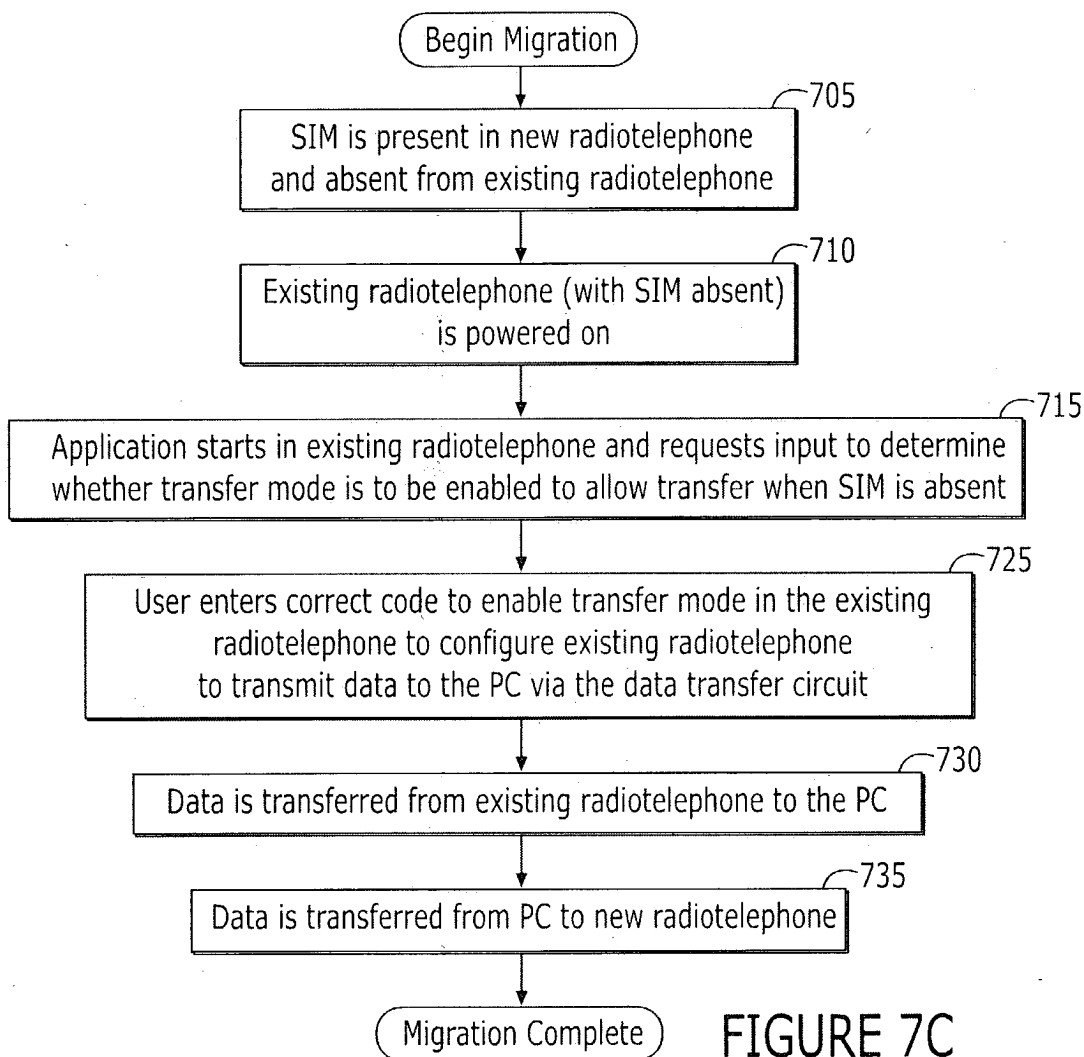 Begin Migration
705
SIM is present in new radiotelephone
and absent from existing radiotelephone
710
Existing radiotelephone (with SIM absent)
is powered on
715
Application starts in existing radiotelephone and requests input to determine
whether transfer mode is to be enabled to allow transfer when SIM is absent
725
User enters correct code to enable transfer mode in the existing
radiotelephone to configure existing radiotelephone
to transmit data to the PC via the data transfer circuit
730
Data is transferred from existing radiotelephone to the PC
735
Data is transferred from PC to new radiotelephone
Migration Complete
FIGURE 7C